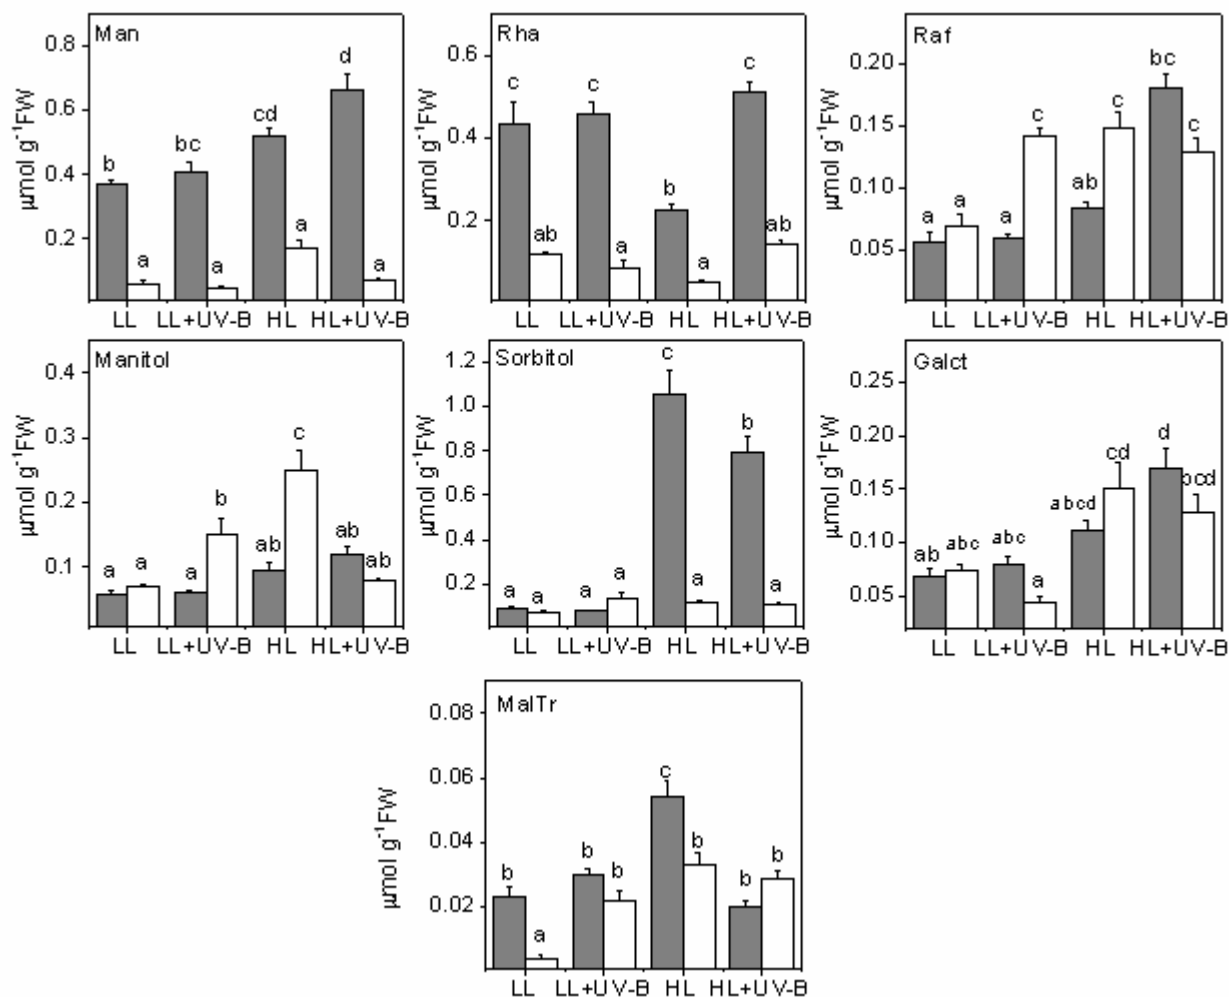 Man
0.8
0.6
0.4
0.2
µmol g⁻¹FW
b
a
bc
a
cd
a
d
a
LL LL+UV-B HL HL+UV-B
Rha
0.6
0.4
0.2
µmol g⁻¹FW
c
ab
c
a
b
a
c
ab
LL LL+UV-B HL HL+UV-B
Raf
0.20
0.15
0.10
0.05
µmol g⁻¹FW
a
a
a
c
ab
c
bc
c
LL LL+UV-B HL HL+UV-B
Manitol
0.4
0.3
0.2
0.1
µmol g⁻¹FW
a
a
a
b
ab
c
ab
ab
LL LL+UV-B HL HL+UV-B
Sorbitol
1.2
1.0
0.8
0.6
0.4
0.2
µmol g⁻¹FW
a
a
a
a
c
a
b
a
LL LL+UV-B HL HL+UV-B
Galct
0.25
0.20
0.15
0.10
0.05
µmol g⁻¹FW
ab
abc
abc
a
abcd
cd
d
bcd
LL LL+UV-B HL HL+UV-B
MalTr
0.08
0.06
0.04
0.02
µmol g⁻¹FW
b
a
b
b
c
b
b
b
LL LL+UV-B HL HL+UV-B